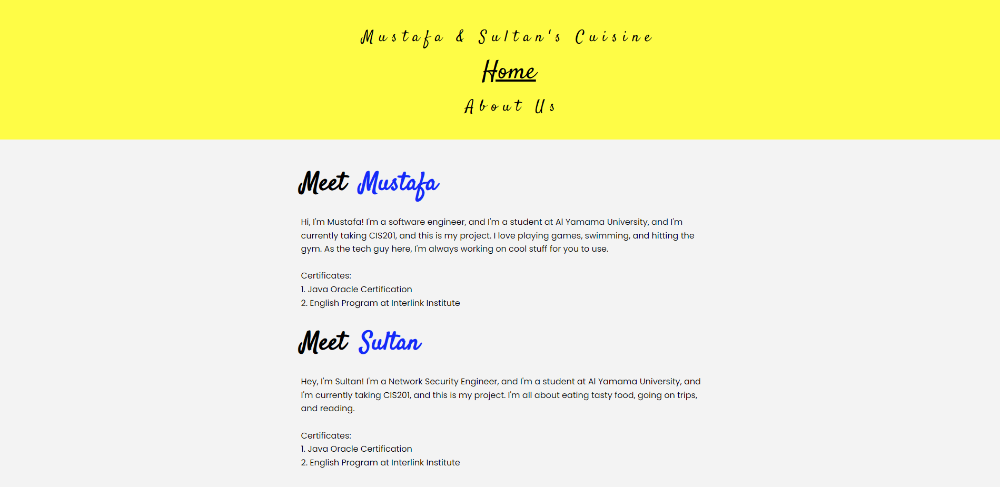 Mustafa & Sultan's Cuisine
Home
About Us
Meet Mustafa
Hi, I'm Mustafa! I'm a software engineer, and I'm a student at Al Yamama University, and I'm
currently taking CIS201, and this is my project. I love playing games, swimming, and hitting the
gym. As the tech guy here, I'm always working on cool stuff for you to use.
Certificates:
1. Java Oracle Certification
2. English Program at Interlink Institute
Meet Sultan
Hey, I'm Sultan! I'm a Network Security Engineer, and I'm a student at Al Yamama University, and
I'm currently taking CIS201, and this is my project. I'm all about eating tasty food, going on trips,
and reading.
Certificates:
1. Java Oracle Certification
2. English Program at Interlink Institute